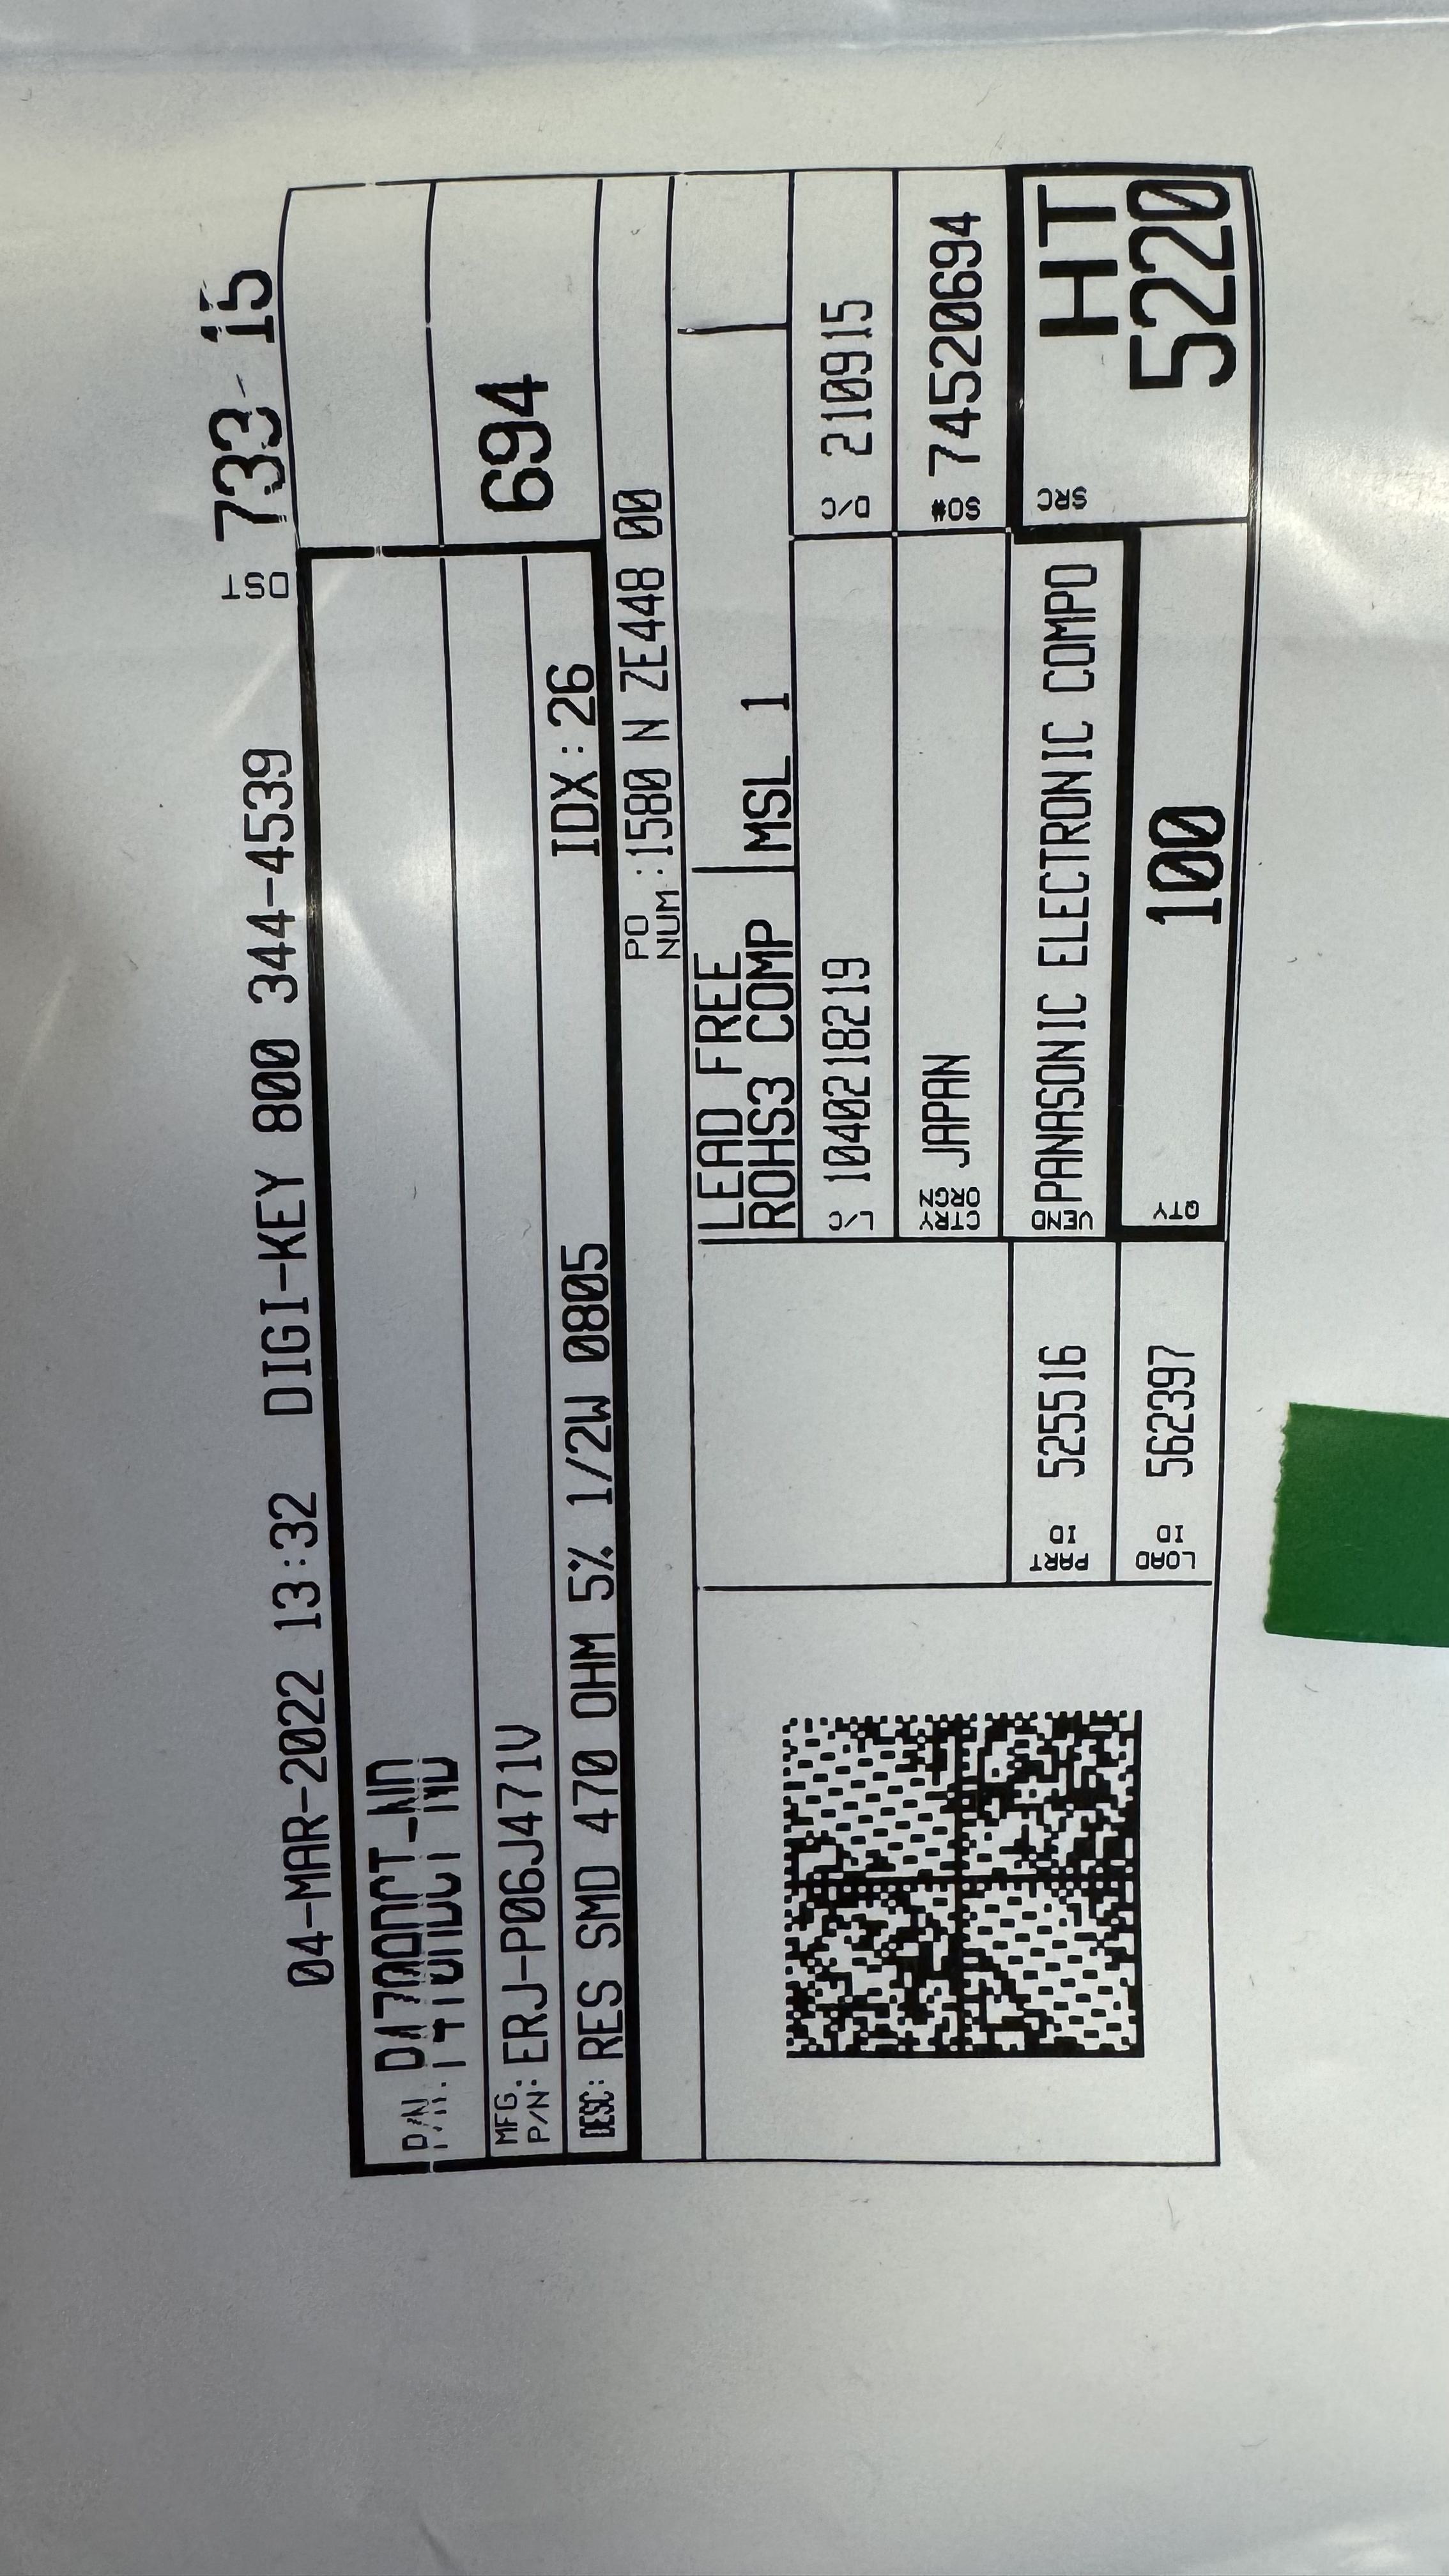 DST 733 15
04-MAR-2022 13:32 DIGI-KEY 800 344-4539
P/N:
694
MFG.
P/N: ERJ-P06J471V
DESC: RES SMD 470 OHM 5% 1/2W 0805 IDX:26
PO
NUM :1580 N ZE448 00
LEAD FREE
ROHS3 COMP MSL 1
L/C 1040218219 D/C 210915
CTRY
ORGN JAPAN SO# 74520694
PART
ID 525516 VEND PANASONIC ELECTRONIC COMPO SRC HT
5220
LOAD
ID 562397 QTY 100